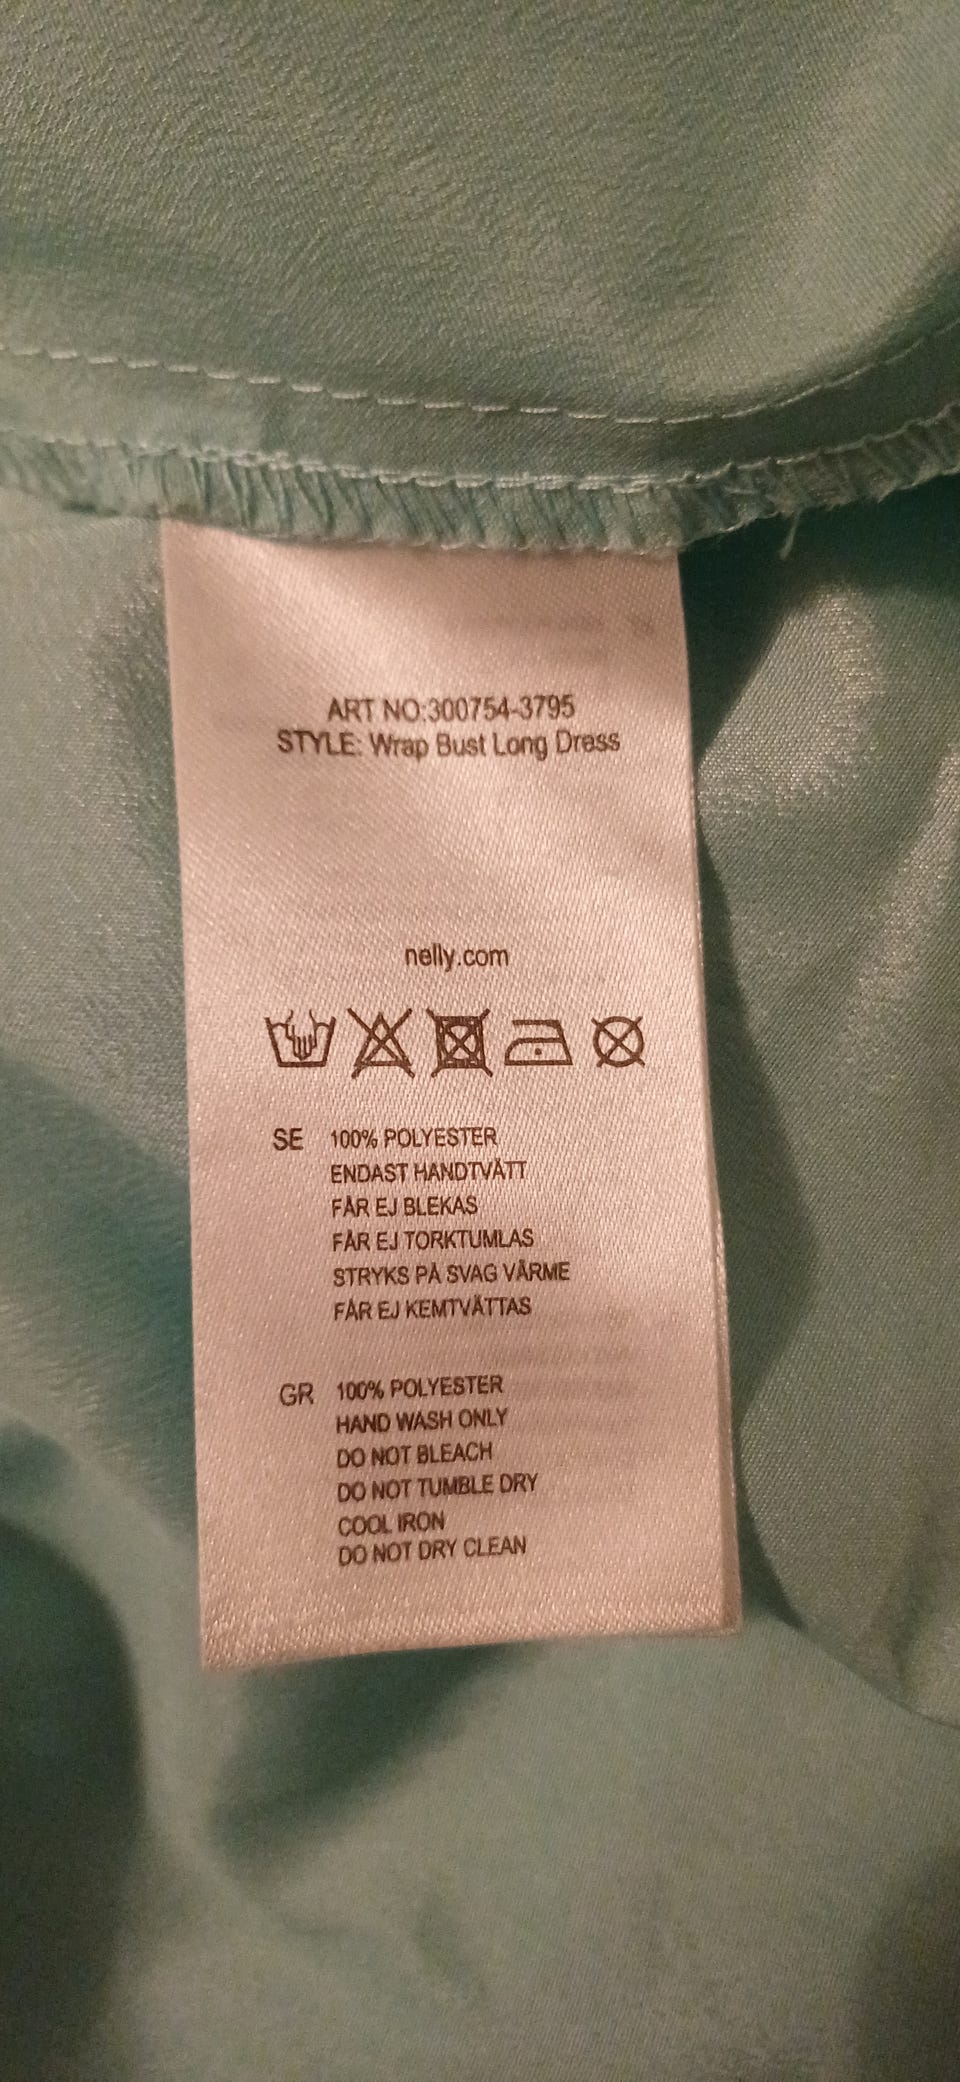 ART NO:300754-3795
STYLE: Wrap Bust Long Dress
nelly.com
SE 100% POLYESTER
ENDAST HANDTVÄTT
FÅR EJ BLEKAS
FÅR EJ TORKTUMLAS
STRYKS PÅ SVAG VÄRME
FÅR EJ KEMTVÄTTAS
GR 100% POLYESTER
HAND WASH ONLY
DO NOT BLEACH
DO NOT TUMBLE DRY
COOL IRON
DO NOT DRY CLEAN